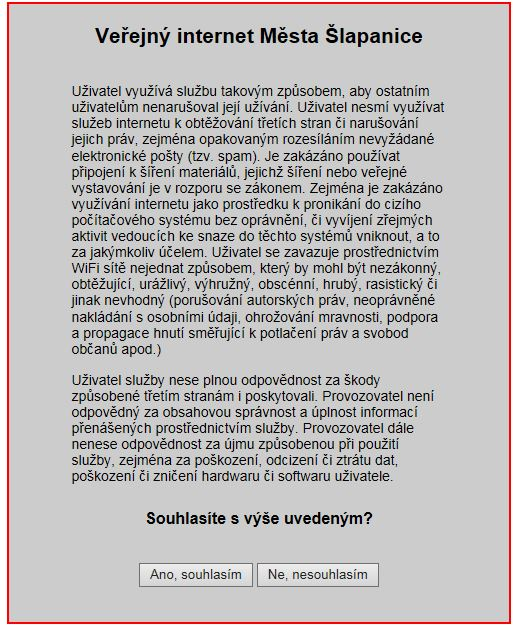 Veřejný internet Města Šlapanice
Uživatel využívá službu takovým způsobem, aby ostatním
uživatelům nenarušoval její užívání. Uživatel nesmí využívat
služeb internetu k obtěžování třetích stran či narušování
jejich práv, zejména opakovaným rozesíláním nevyžádané
elektronické pošty (tzv. spam). Je zakázáno používat
připojení k šíření materiálů, jejichž šíření nebo veřejné
vystavování je v rozporu se zákonem. Zejména je zakázáno
využívání internetu jako prostředku k pronikání do cizího
počítačového systému bez oprávnění, či vyvíjení zřejmých
aktivit vedoucích ke snaze do těchto systémů vniknout, a to
za jakýmkoliv účelem. Uživatel se zavazuje prostřednictvím
WiFi sítě nejednat způsobem, který by mohl být nezákonný,
obtěžující, urážlivý, výhružný, obscénní, hrubý, rasistický či
jinak nevhodný (porušování autorských práv, neoprávněné
nakládání s osobními údaji, ohrožování mravnosti, podpora
a propagace hnutí směřující k potlačení práv a svobod
občanů apod.)
Uživatel služby nese plnou odpovědnost za škody
způsobené třetím stranám i poskytovali. Provozovatel není
odpovědný za obsahovou správnost a úplnost informací
přenášených prostřednictvím služby. Provozovatel dále
nenese odpovědnost za újmu způsobenou při použití
služby, zejména za poškození, odcizení či ztrátu dat,
poškození či zničení hardwaru či softwaru uživatele.
Souhlasíte s výše uvedeným?
Ano, souhlasím Ne, nesouhlasím